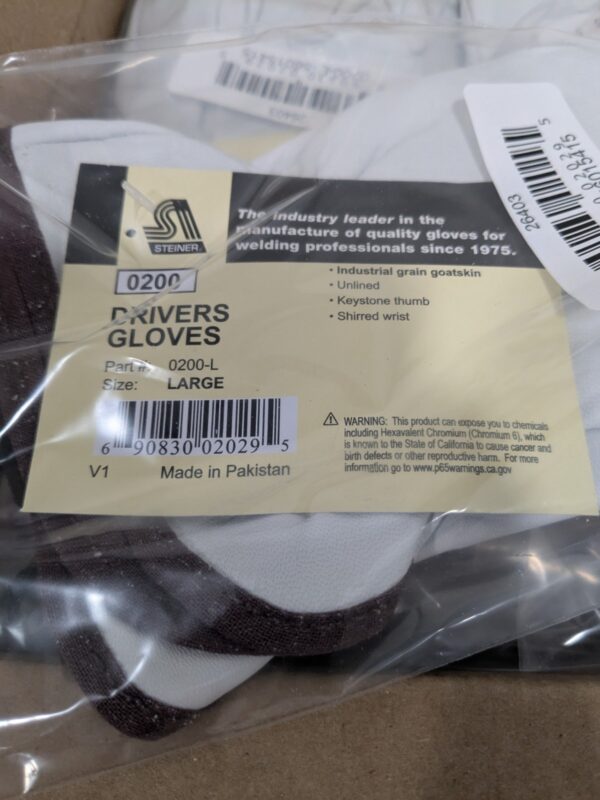 26403
STEINER
The industry leader in the
manufacture of quality gloves for
welding professionals since 1975.
0200
DRIVERS
GLOVES
Part #: 0200-L
Size: LARGE
• Industrial grain goatskin
• Unlined
• Keystone thumb
• Shirred wrist
6 90830 02029 5
V1 Made in Pakistan
⚠ WARNING: This product can expose you to chemicals
including Hexavalent Chromium (Chromium 6), which
is known to the State of California to cause cancer and
birth defects or other reproductive harm. For more
information go to www.p65warnings.ca.gov
26403
5